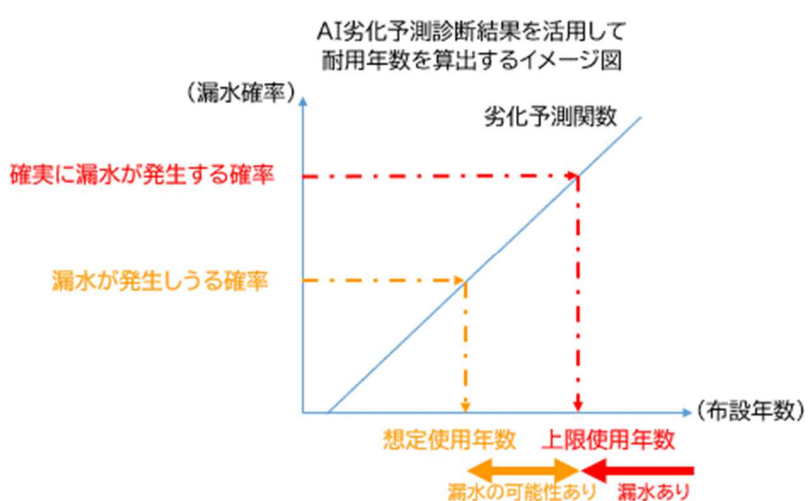 AI劣化予測診断結果を活用して
耐用年数を算出するイメージ図
(漏水確率)
劣化予測関数
確実に漏水が発生する確率
漏水が発生しうる確率
(布設年数)
想定使用年数
上限使用年数
漏水の可能性あり
漏水あり